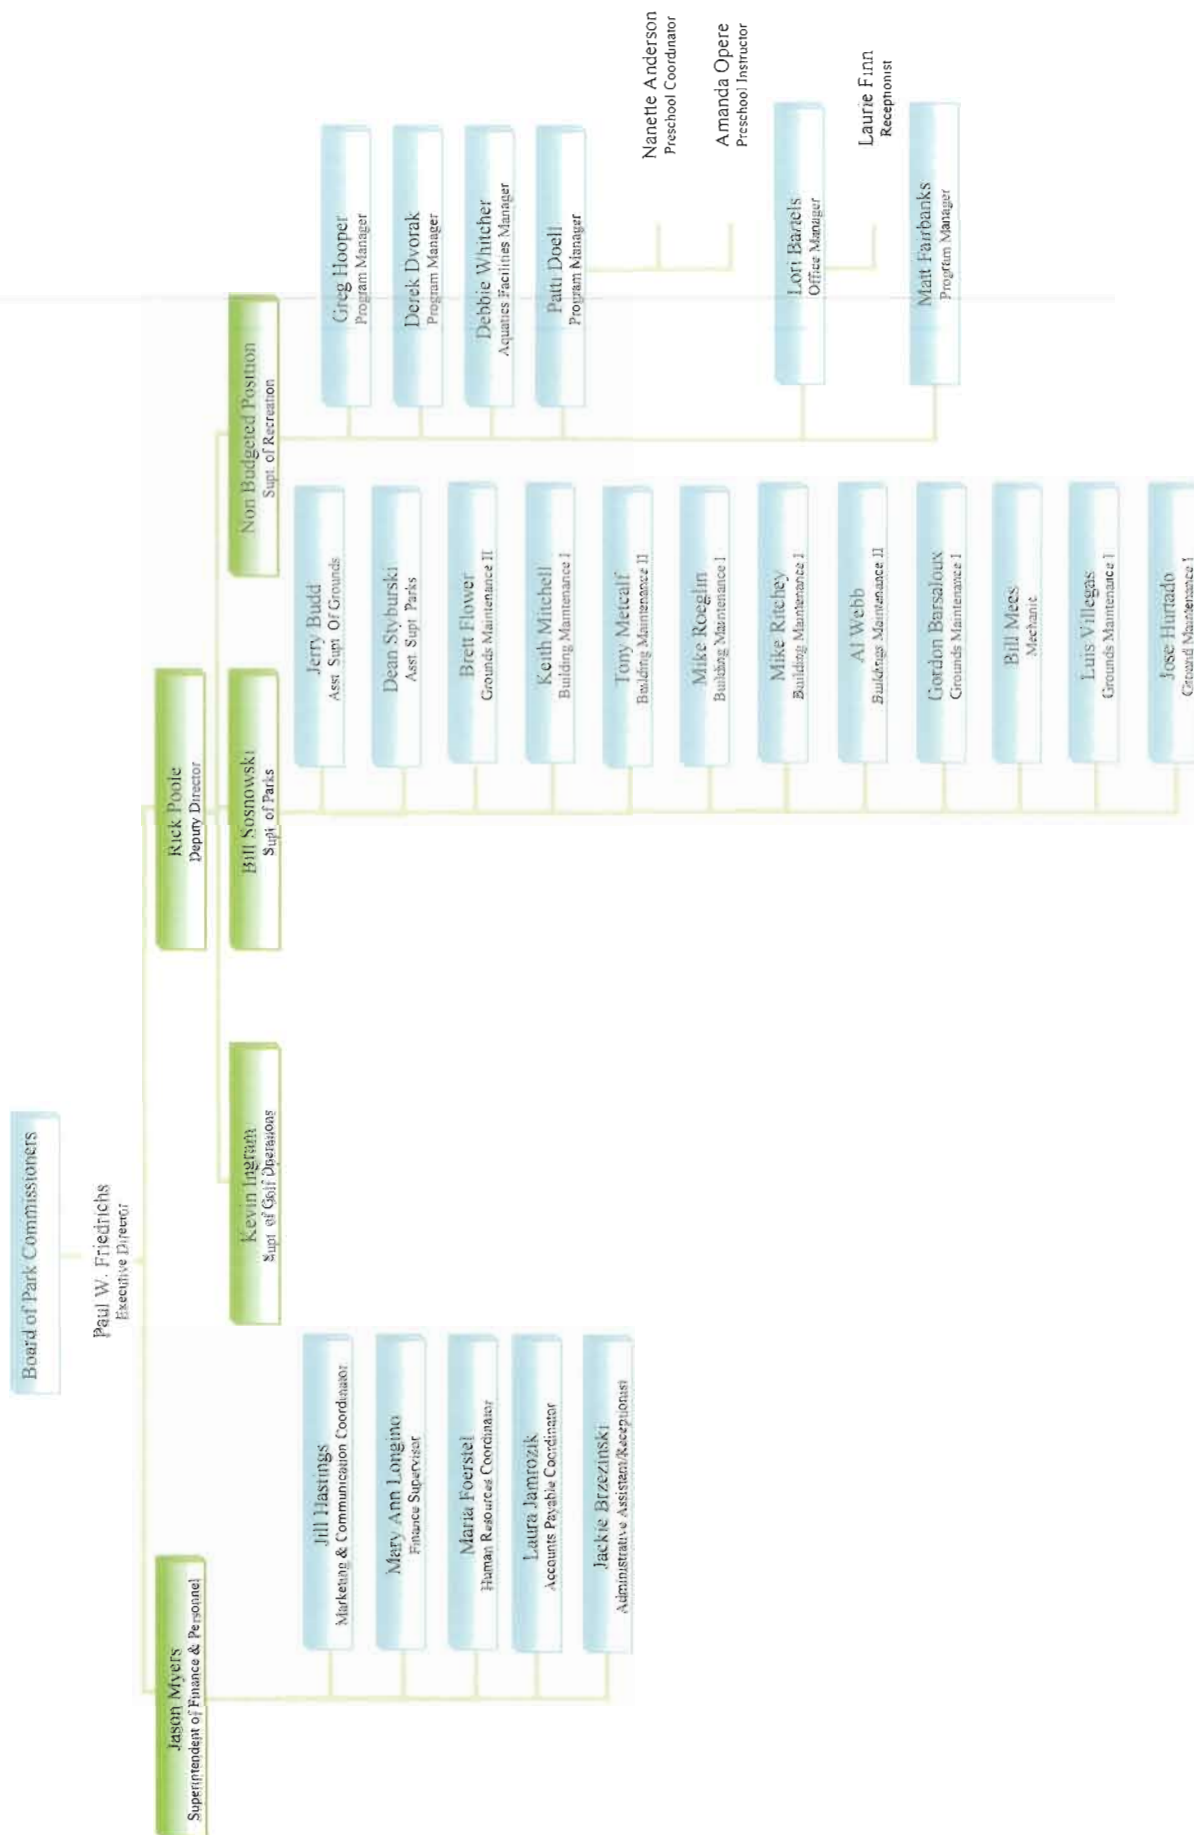 Board of Park Commissioners
Paul W. Friedrichs
Executive Director
Jason Myers
Superintendent of Finance & Personnel
Rick Poole
Deputy Director
Kevin Ingram
Supt of Golf Operations
Bill Sosnowski
Supt of Parks
Non Budgeted Position
Supt. of Recreation
Jill Hastings
Marketing & Communication Coordinator
Mary Ann Longino
Finance Supervisor
Maria Foerstel
Human Resources Coordinator
Laura Jamrozik
Accounts Payable Coordinator
Jackie Brzezinski
Administrative Assistant/Receptionist
Jerry Budd
Asst Supt Of Grounds
Dean Styburski
Asst. Supt Parks
Brett Flower
Grounds Maintenance II
Keith Mitchell
Building Maintenance I
Tony Metcalf
Building Maintenance II
Mike Roeglin
Building Maintenance I
Mike Ritchey
Building Maintenance I
Al Webb
Buildings Maintenance II
Gordon Barsaloux
Grounds Maintenance I
Bill Mees
Mechanic
Luis Villegas
Grounds Maintenance I
Jose Hurtado
Ground Maintenance I
Greg Hooper
Program Manager
Derek Dvorak
Program Manager
Debbie Whitcher
Aquatics Facilities Manager
Patti Doell
Program Manager
Nanette Anderson
Preschool Coordinator
Amanda Opere
Preschool Instructor
Lori Bartels
Office Manager
Laurie Finn
Receptionist
Matt Fairbanks
Program Manager